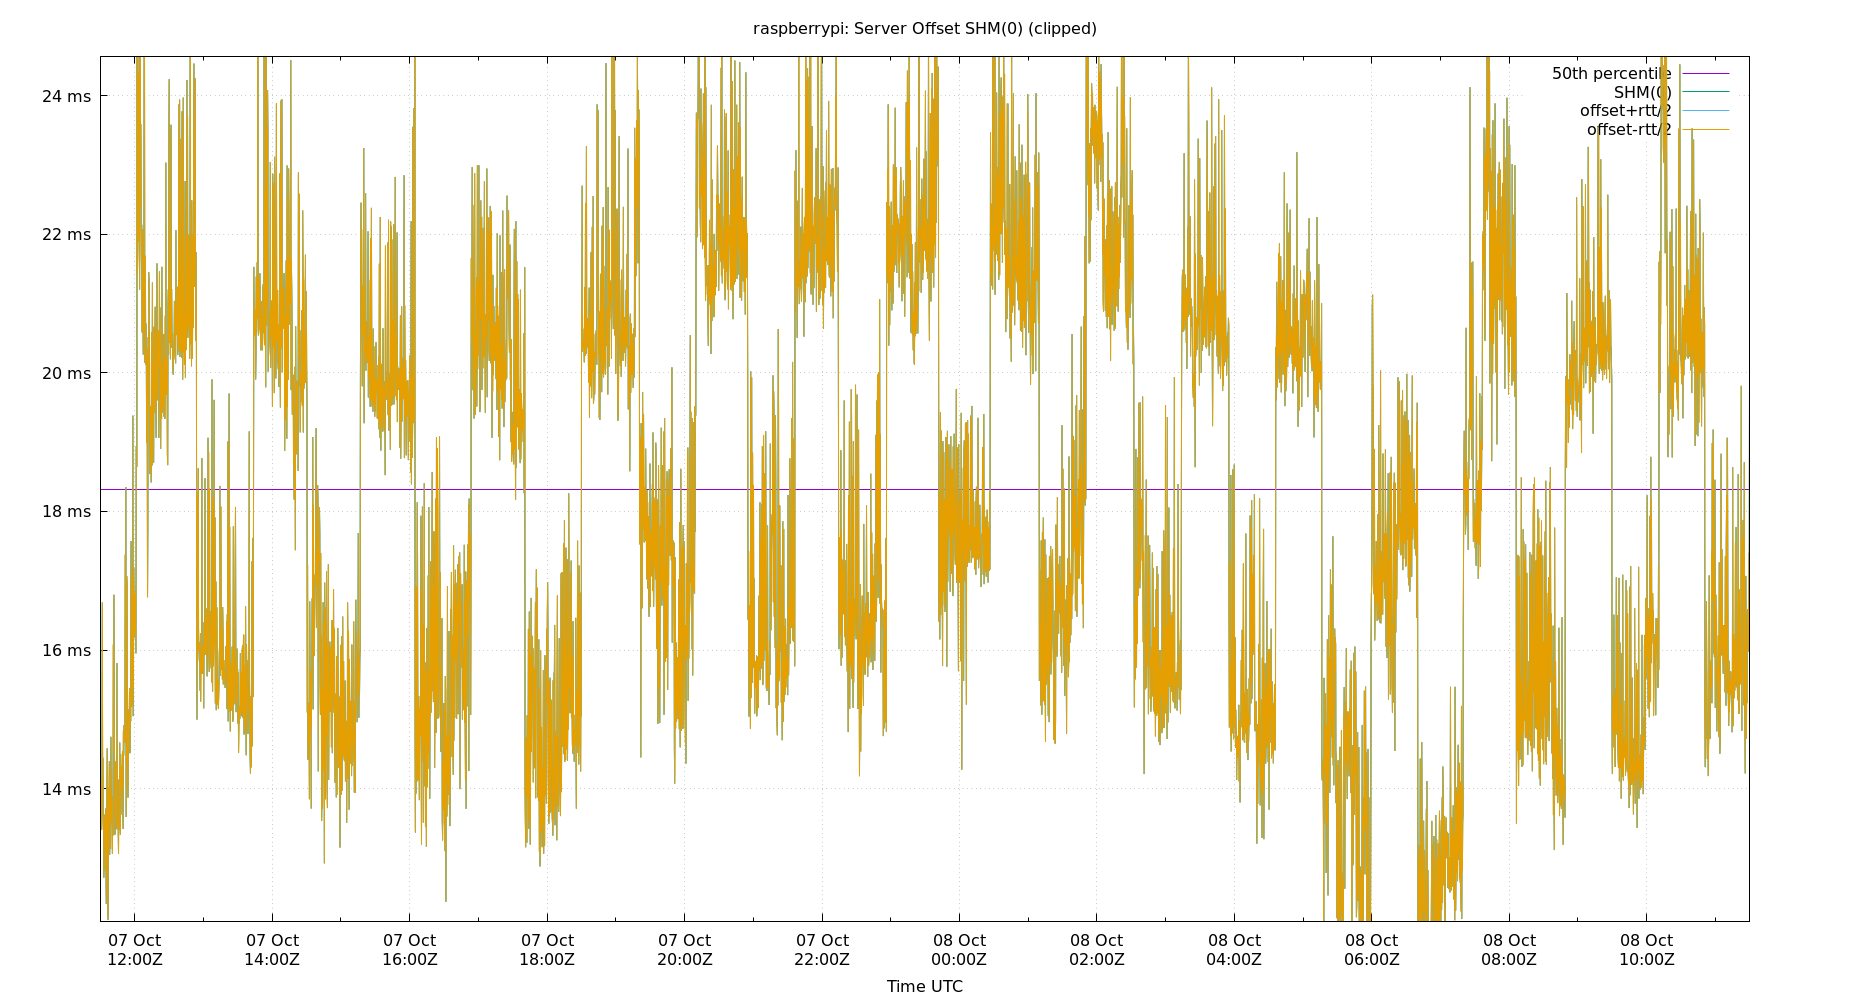 raspberrypi: Server Offset SHM(0) (clipped)
50th percentile
SHM(0)
offset+rtt/2
offset-rtt/2
24 ms
22 ms
20 ms
18 ms
16 ms
14 ms
07 Oct 07 Oct 07 Oct 07 Oct 07 Oct 07 Oct 08 Oct 08 Oct 08 Oct 08 Oct 08 Oct 08 Oct
12:00Z 14:00Z 16:00Z 18:00Z 20:00Z 22:00Z 00:00Z 02:00Z 04:00Z 06:00Z 08:00Z 10:00Z
Time UTC